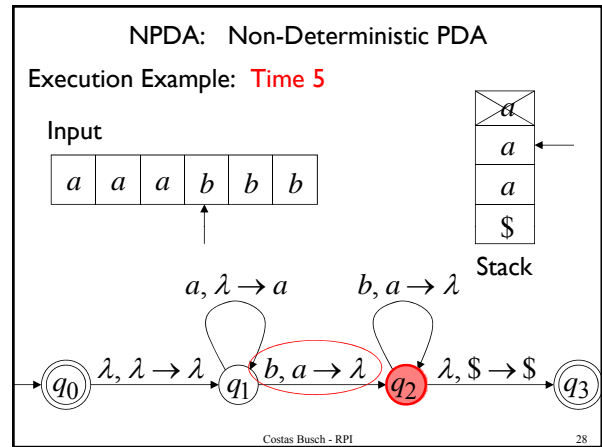 NPDA: Non-Deterministic PDA
Execution Example: Time 5
Input
a a a b b b
a
a
a
$
Stack
a, λ → a
b, a → λ
q0
λ, λ → λ
q1
b, a → λ
q2
λ, $ → $
q3
Costas Busch - RPI
28